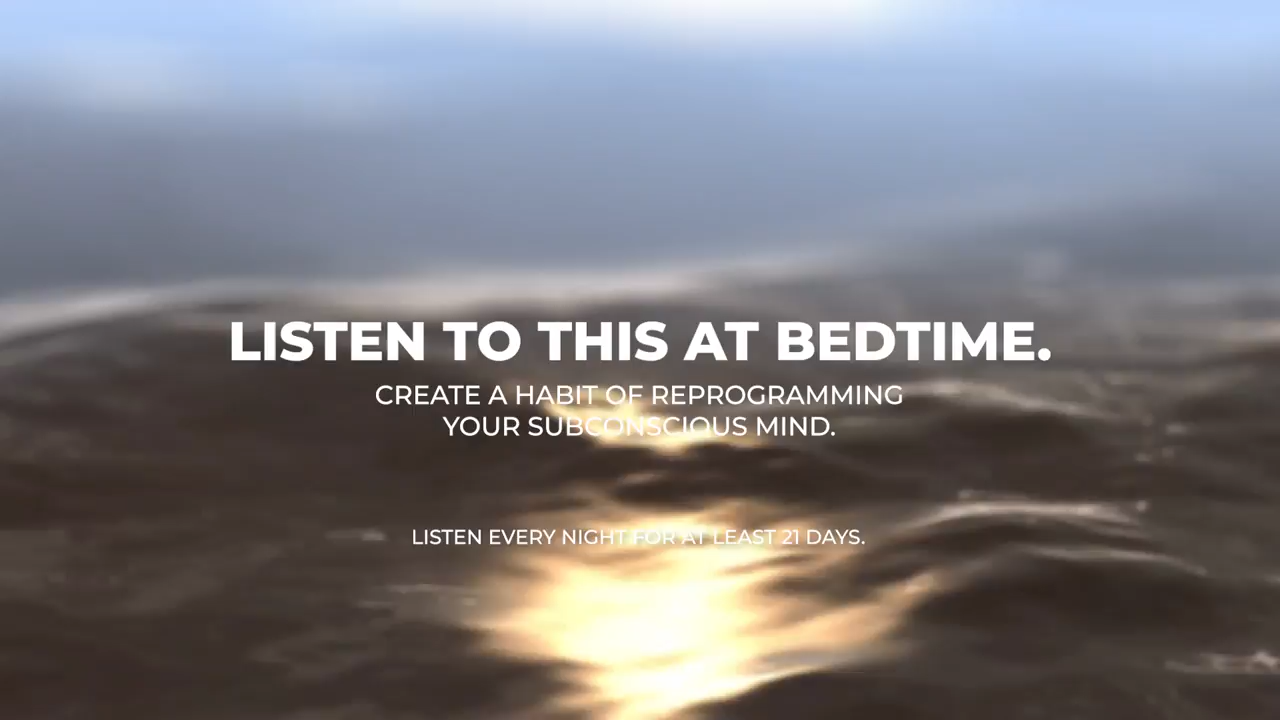 LISTEN TO THIS AT BEDTIME.
CREATE A HABIT OF REPROGRAMMING
YOUR SUBCONSCIOUS MIND.
LISTEN EVERY NIGHT FOR AT LEAST 21 DAYS.